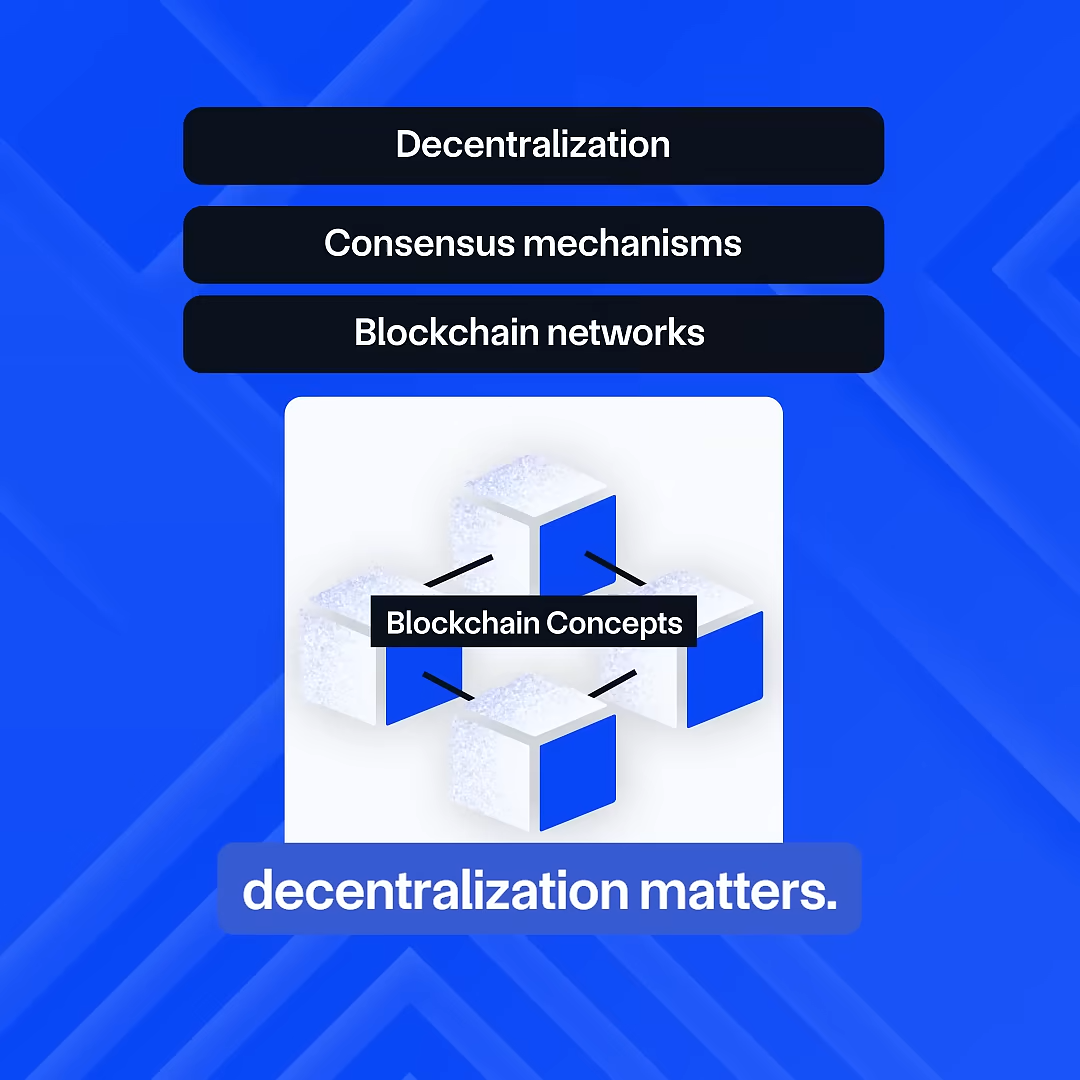 Decentralization
Consensus mechanisms
Blockchain networks
Blockchain Concepts
decentralization matters.